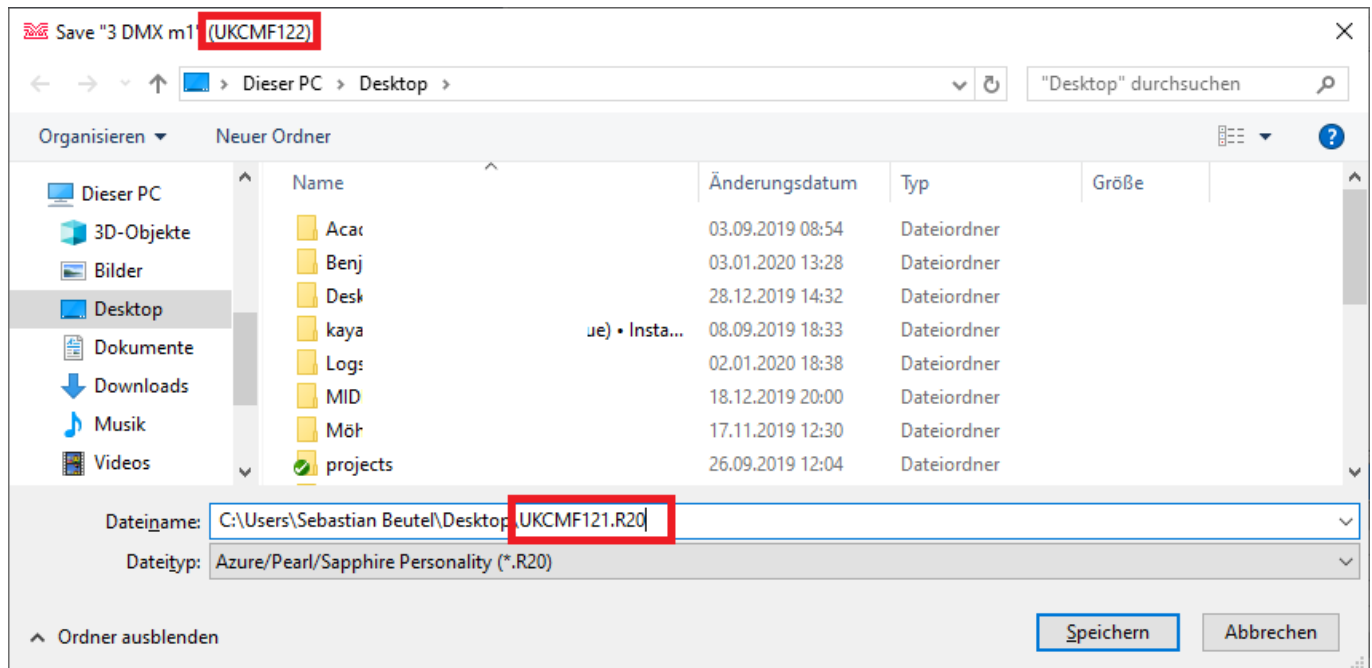 Save "3 DMX m1" (UKCMF122)
Dieser PC > Desktop >
"Desktop" durchsuchen
Organisieren
Neuer Ordner
Name
Änderungsdatum
Typ
Größe
Dieser PC
3D-Objekte
Bilder
Desktop
Dokumente
Downloads
Musik
Videos
03.09.2019 08:54 Dateiordner
Benj 03.01.2020 13:28 Dateiordner
Desk 28.12.2019 14:32 Dateiordner
kaya ue) • Insta... 08.09.2019 18:33 Dateiordner
Logs 02.01.2020 18:38 Dateiordner
MID 18.12.2019 20:00 Dateiordner
Möh 17.11.2019 12:30 Dateiordner
projects 26.09.2019 12:04 Dateiordner
Dateiname: C:\Users\Sebastian Beutel\Desktop\UKCMF121.R20
Dateityp: Azure/Pearl/Sapphire Personality (*.R20)
Ordner ausblenden
Speichern
Abbrechen